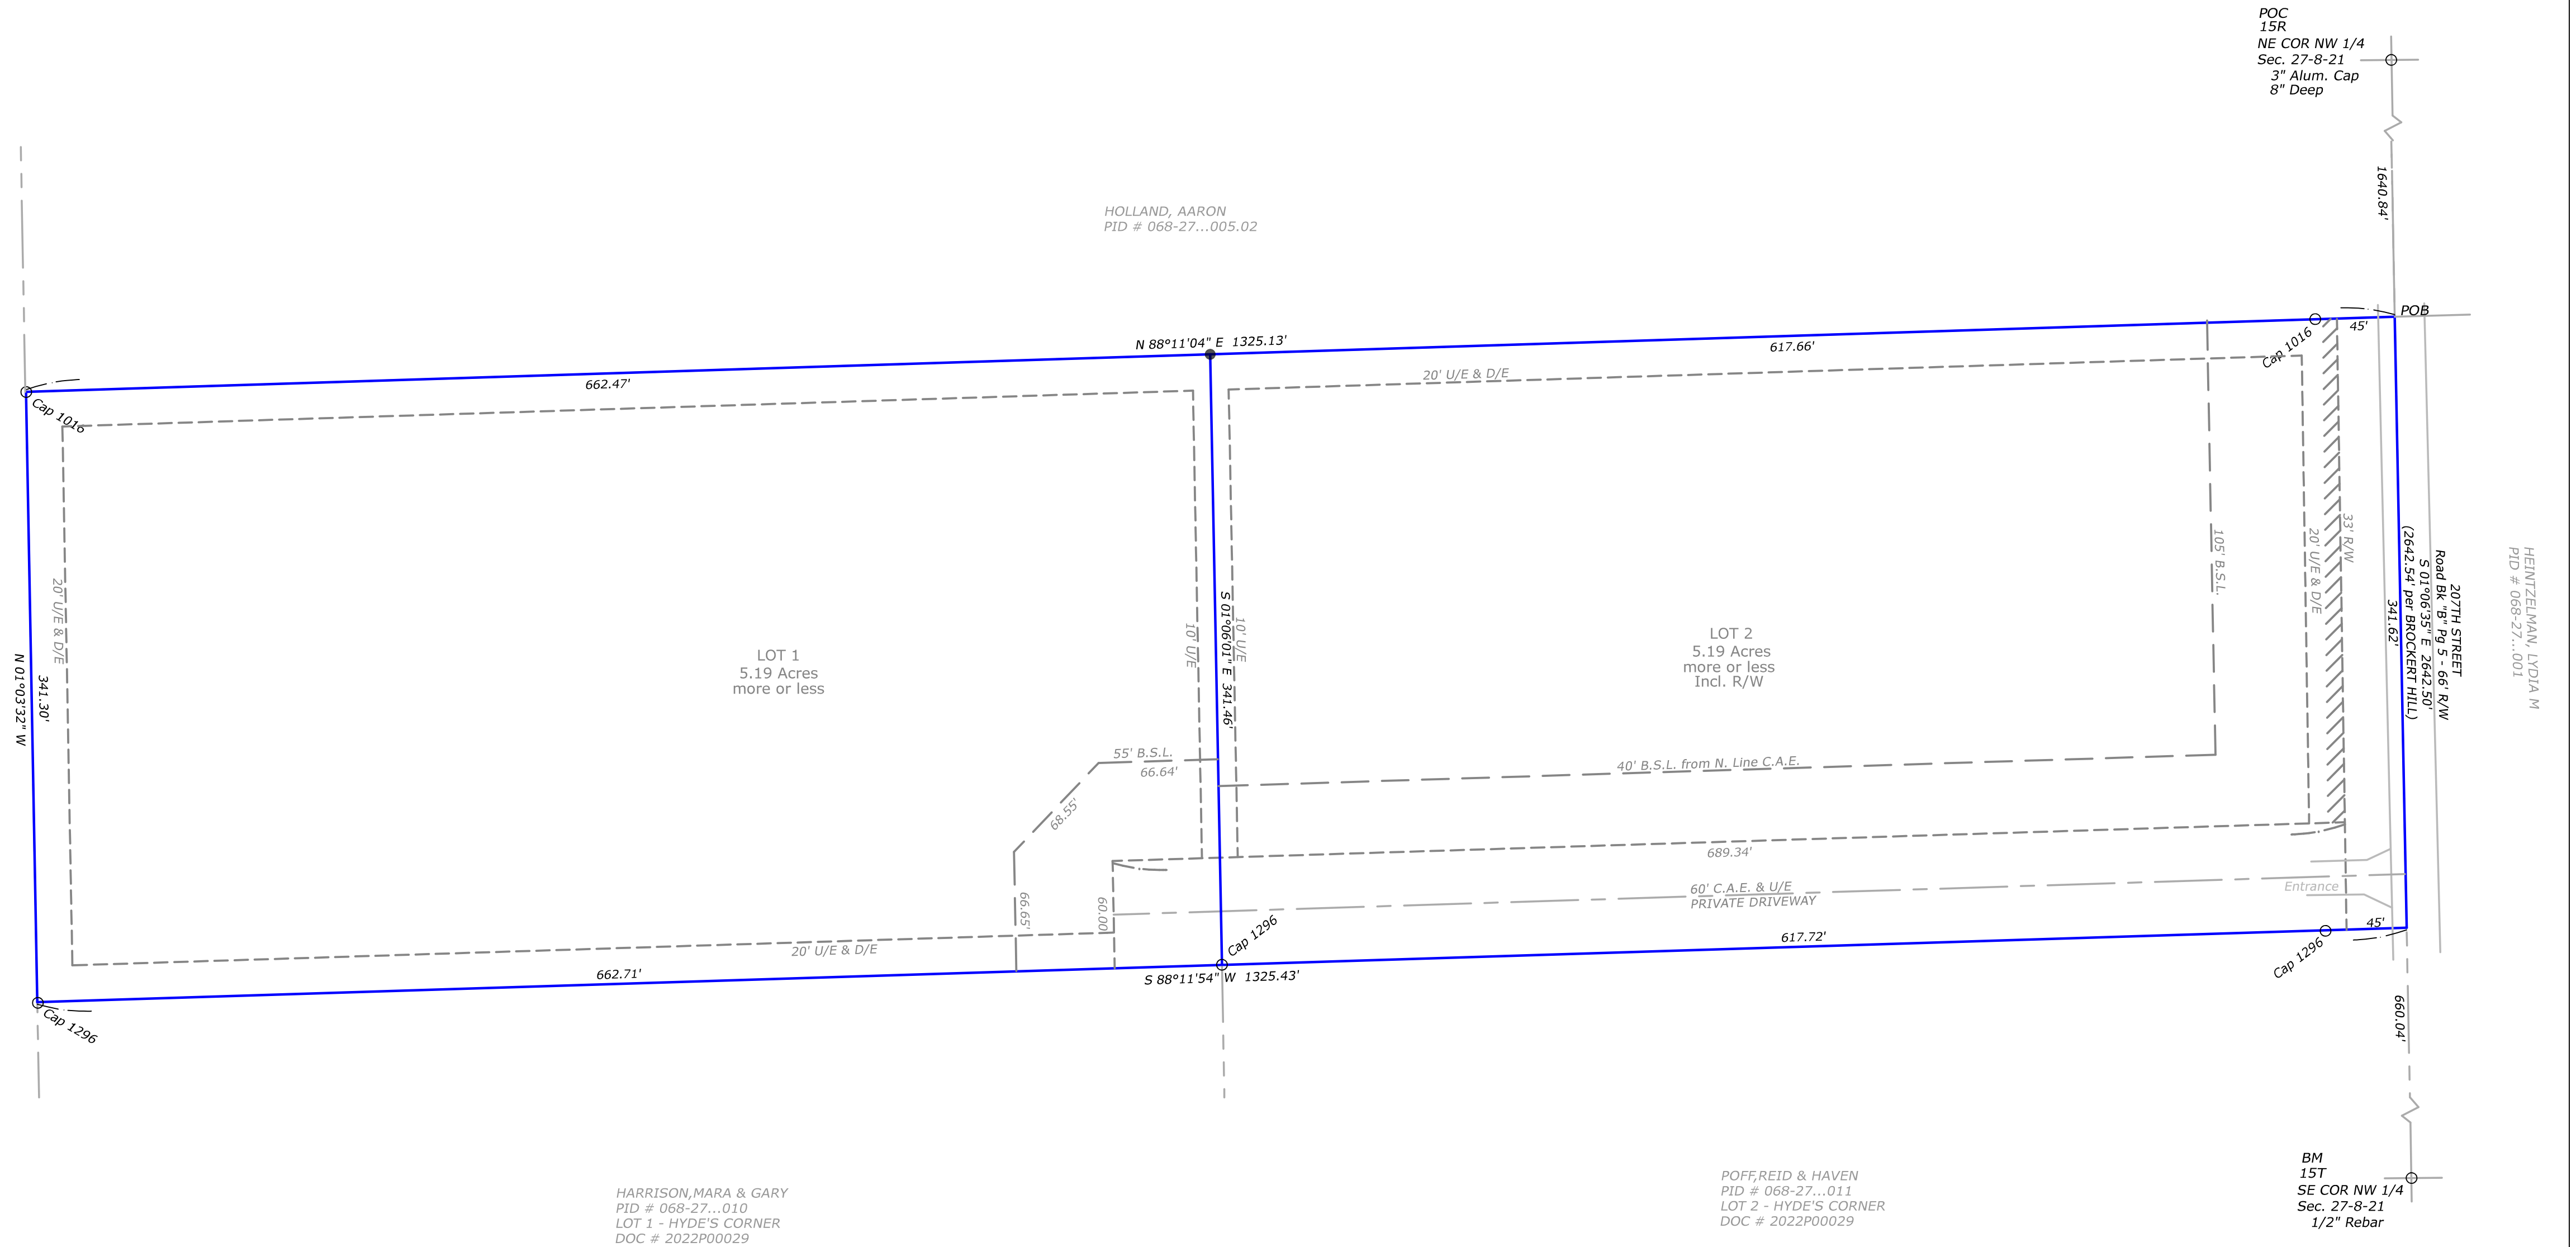 POC
15R
NE COR NW 1/4
Sec. 27-8-21
3" Alum. Cap
8" Deep
1640.84'
HOLLAND, AARON
PID # 068-27...005.02
POB
45'
Cap 1016
N 88°11'04" E 1325.13'
617.66'
662.47'
Cap 1016
20' U/E & D/E
20' U/E & D/E
N 01°03'32" W
341.30'
LOT 1
5.19 Acres
more or less
10' U/E
S 01°06'01" E 341.46'
10' U/E
LOT 2
5.19 Acres
more or less
Incl. R/W
105' B.S.L.
20' U/E & D/E
33' R/W
341.62'
(2642.54' per BROCKERT HILL)
S 01°06'35" E 2642.50'
Road Bk "B" Pg 5 - 66' R/W
207TH STREET
HEINTZELMAN, LYDIA M
PID # 068-27...001
55' B.S.L.
66.64'
40' B.S.L. from N. Line C.A.E.
68.55'
689.34'
66.65'
60.00'
60' C.A.E. & U/E
PRIVATE DRIVEWAY
Entrance
20' U/E & D/E
Cap 1296
617.72'
45'
Cap 1296
662.71'
S 88°11'54" W 1325.43'
Cap 1296
660.04'
HARRISON,MARA & GARY
PID # 068-27...010
LOT 1 - HYDE'S CORNER
DOC # 2022P00029
POFF,REID & HAVEN
PID # 068-27...011
LOT 2 - HYDE'S CORNER
DOC # 2022P00029
BM
15T
SE COR NW 1/4
Sec. 27-8-21
1/2" Rebar